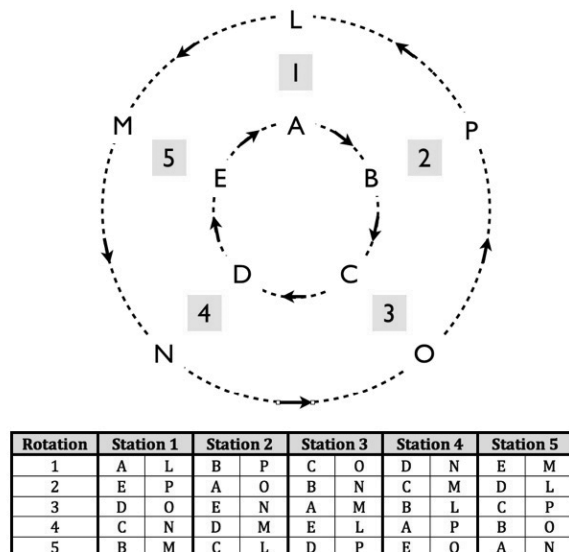 L
1
M
A
P
5
2
E
B
D
C
4
3
N
O
Rotation Station 1 Station 2 Station 3 Station 4 Station 5
1 A L B P C O D N E M
2 E P A O B N C M D L
3 D O E N A M B L C P
4 C N D M E L A P B O
5 B M C L D P E O A N